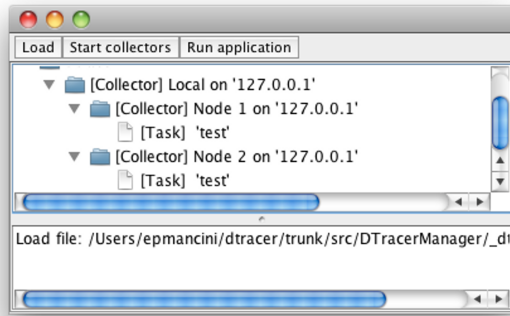 Load Start collectors Run application
[Collector] Local on '127.0.0.1'
[Collector] Node 1 on '127.0.0.1'
[Task] 'test'
[Collector] Node 2 on '127.0.0.1'
[Task] 'test'
Load file: /Users/epmancini/dtracer/trunk/src/DTracerManager/_dt